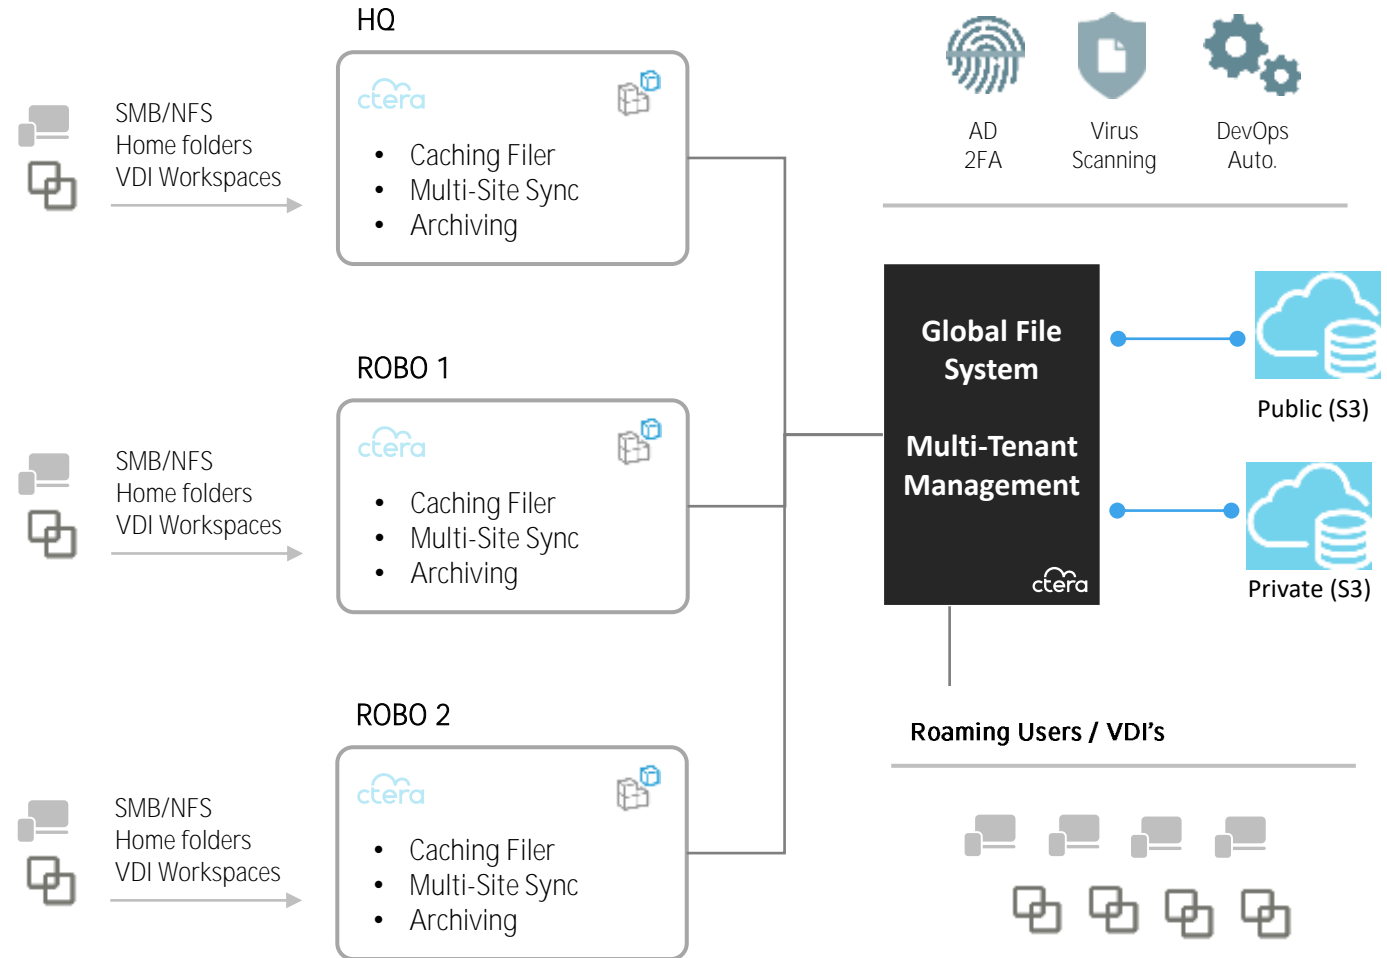 HQ
SMB/NFS
Home folders
VDI Workspaces
ctera
• Caching Filer
• Multi-Site Sync
• Archiving
ROBO 1
SMB/NFS
Home folders
VDI Workspaces
ctera
• Caching Filer
• Multi-Site Sync
• Archiving
ROBO 2
SMB/NFS
Home folders
VDI Workspaces
ctera
• Caching Filer
• Multi-Site Sync
• Archiving
AD
2FA
Virus
Scanning
DevOps
Auto.
Global File
System
Multi-Tenant
Management
ctera
Public (S3)
Private (S3)
Roaming Users / VDI's